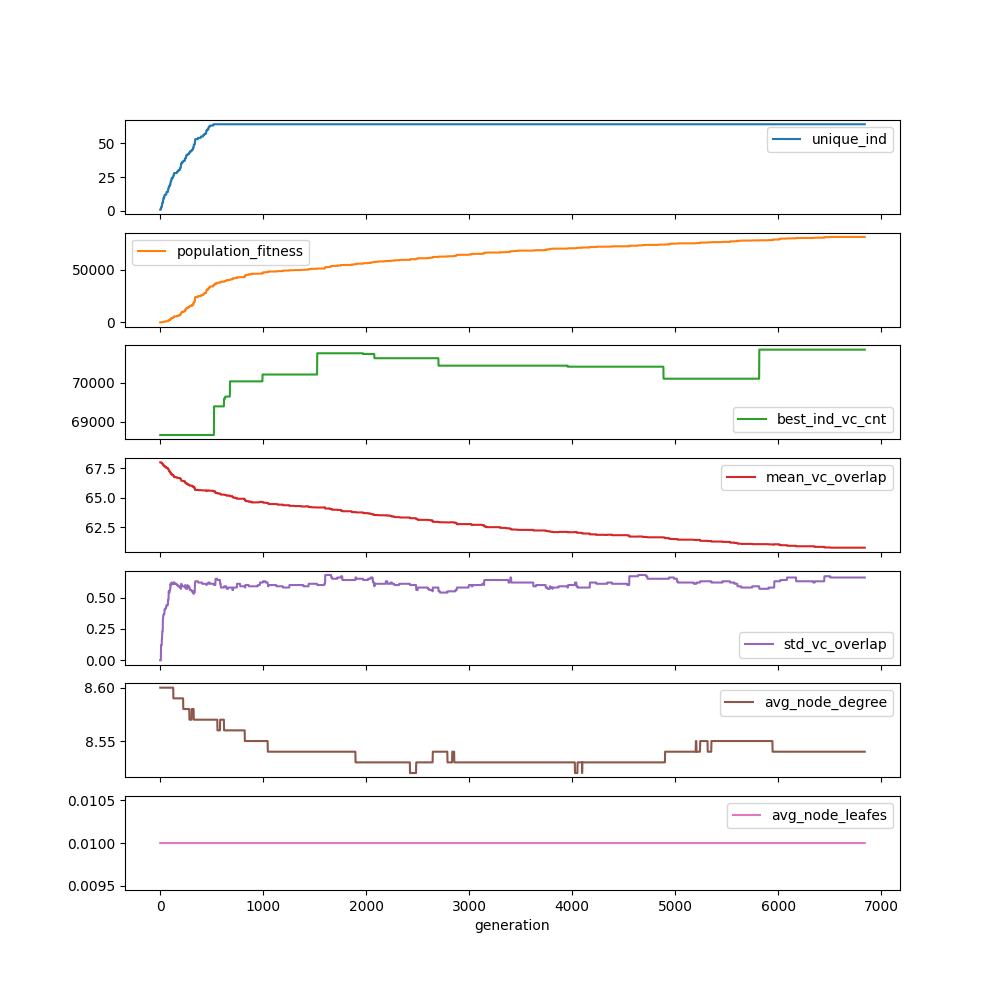 50
25
0
unique_ind
50000
0
population_fitness
70000
69000
best_ind_vc_cnt
67.5
65.0
62.5
mean_vc_overlap
0.50
0.25
0.00
std_vc_overlap
8.60
8.55
avg_node_degree
0.0105
0.0100
0.0095
avg_node_leafes
0 1000 2000 3000 4000 5000 6000 7000
generation